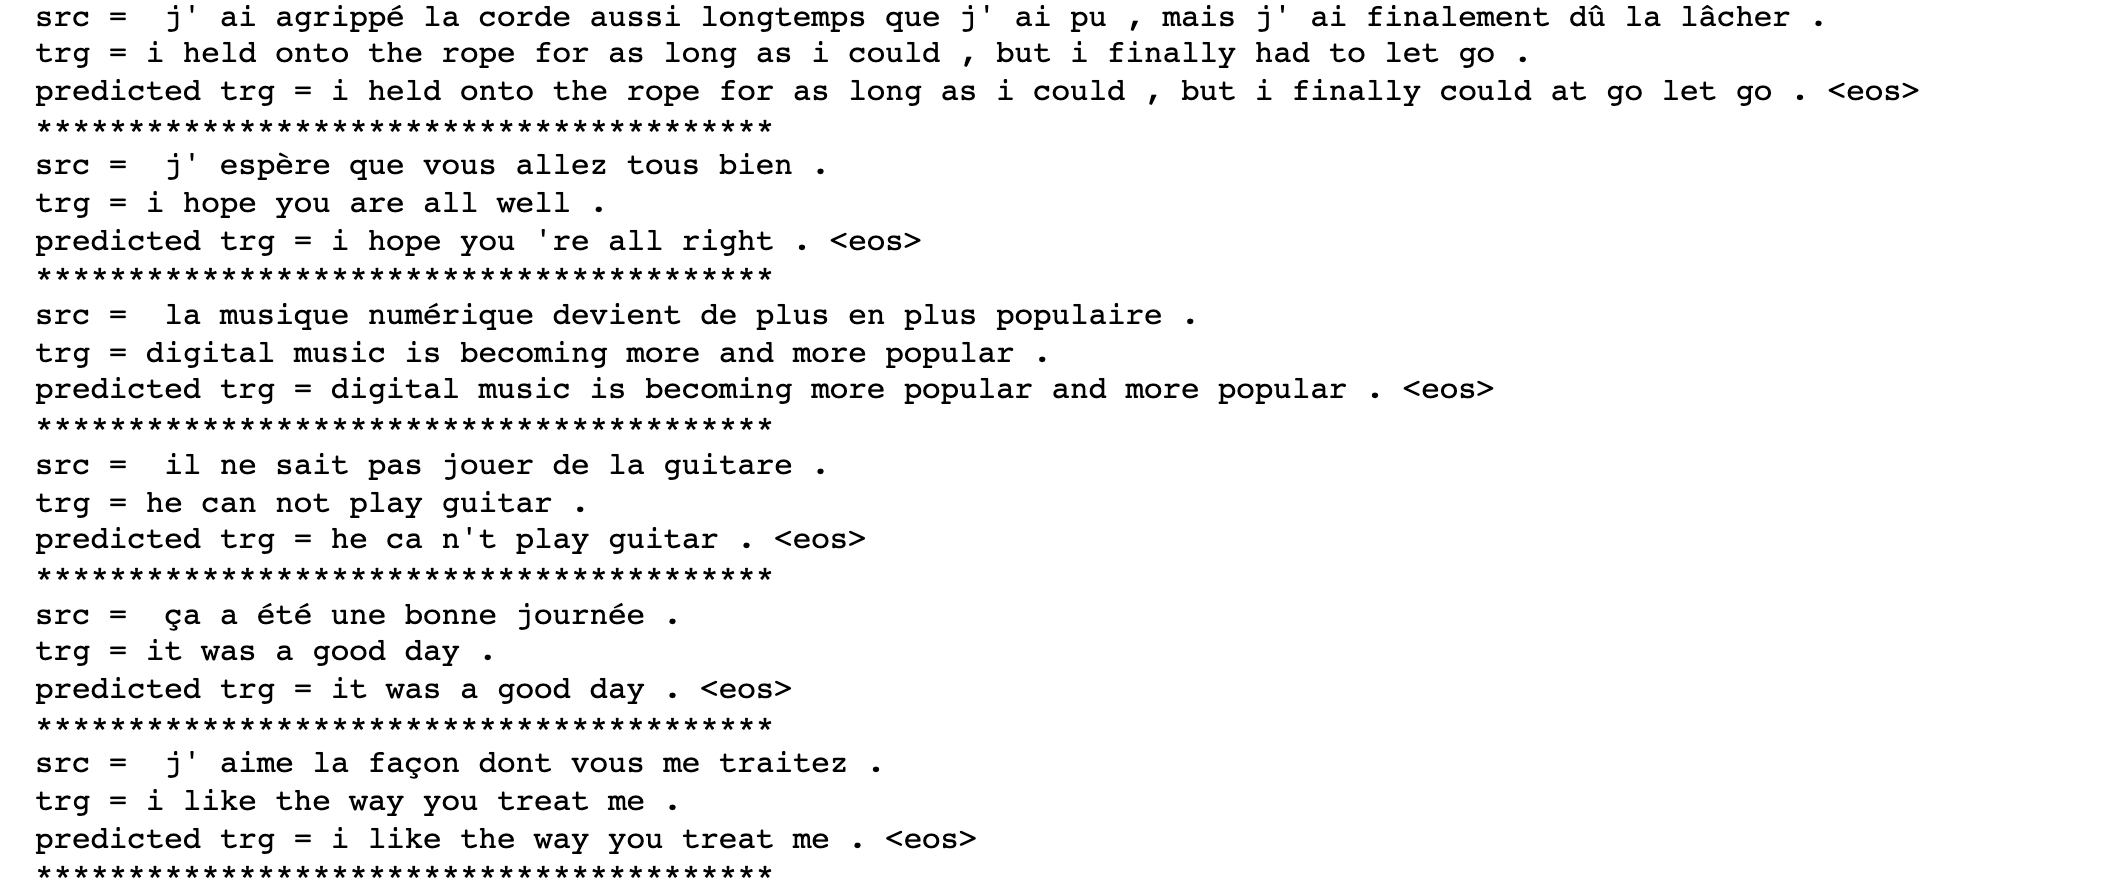 src =  j' ai agrippé la corde aussi longtemps que j' ai pu , mais j' ai finalement dû la lâcher .
trg = i held onto the rope for as long as i could , but i finally had to let go .
predicted trg = i held onto the rope for as long as i could , but i finally could at go let go . <eos>
****************************************
src =  j' espère que vous allez tous bien .
trg = i hope you are all well .
predicted trg = i hope you 're all right . <eos>
****************************************
src =  la musique numérique devient de plus en plus populaire .
trg = digital music is becoming more and more popular .
predicted trg = digital music is becoming more popular and more popular . <eos>
****************************************
src =  il ne sait pas jouer de la guitare .
trg = he can not play guitar .
predicted trg = he ca n't play guitar . <eos>
****************************************
src =  ça a été une bonne journée .
trg = it was a good day .
predicted trg = it was a good day . <eos>
****************************************
src =  j' aime la façon dont vous me traitez .
trg = i like the way you treat me .
predicted trg = i like the way you treat me . <eos>
****************************************